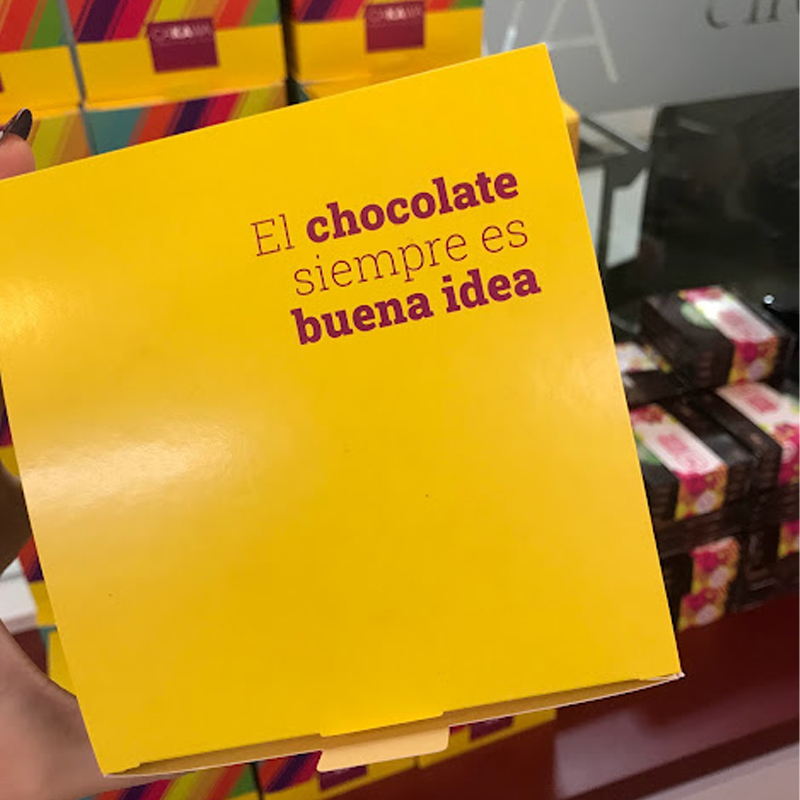 El chocolate
siempre es
buena idea